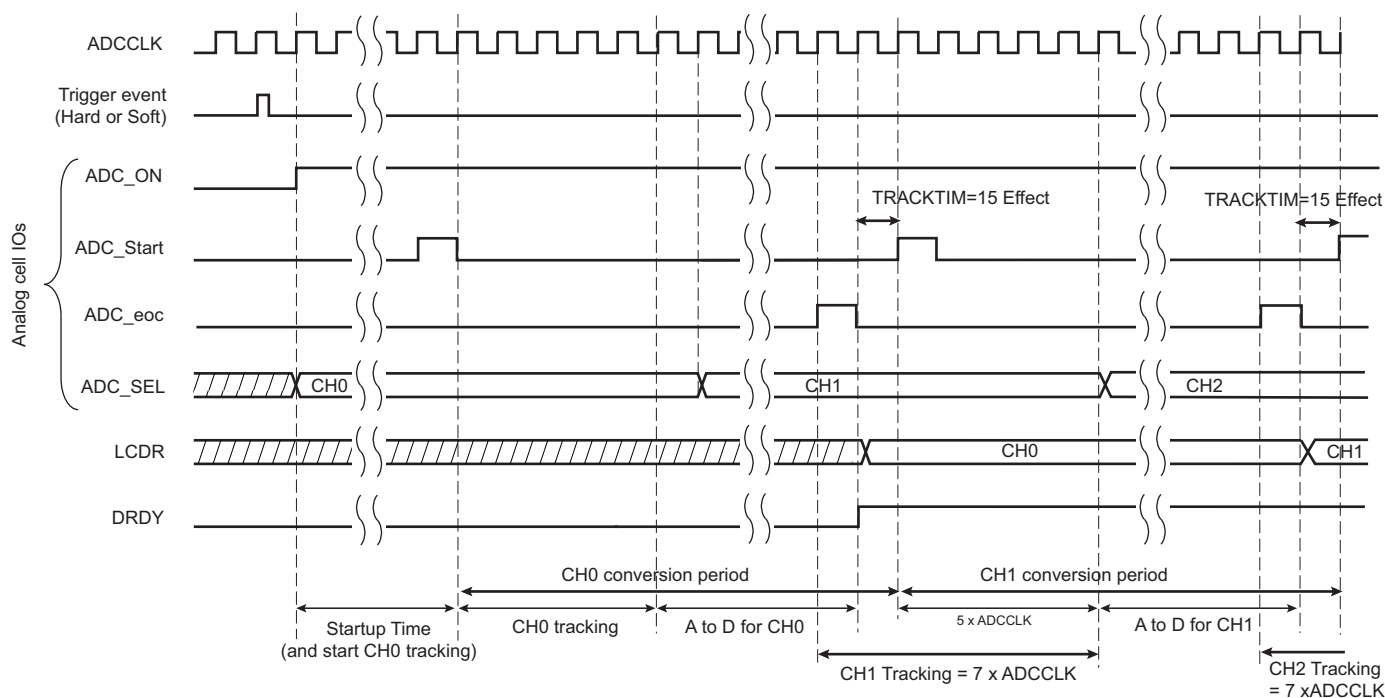 ADCCLK
Trigger event
(Hard or Soft)
Analog cell IOs
ADC_ON
TRACKTIM=15 Effect
TRACKTIM=15 Effect
ADC_Start
ADC_eoc
ADC_SEL
CH0
CH1
CH2
LCDR
CH0
CH1
DRDY
CH0 conversion period
CH1 conversion period
Startup Time
(and start CH0 tracking)
CH0 tracking
A to D for CH0
5 x ADCCLK
A to D for CH1
CH1 Tracking = 7 x ADCCLK
CH2 Tracking
= 7 xADCCLK